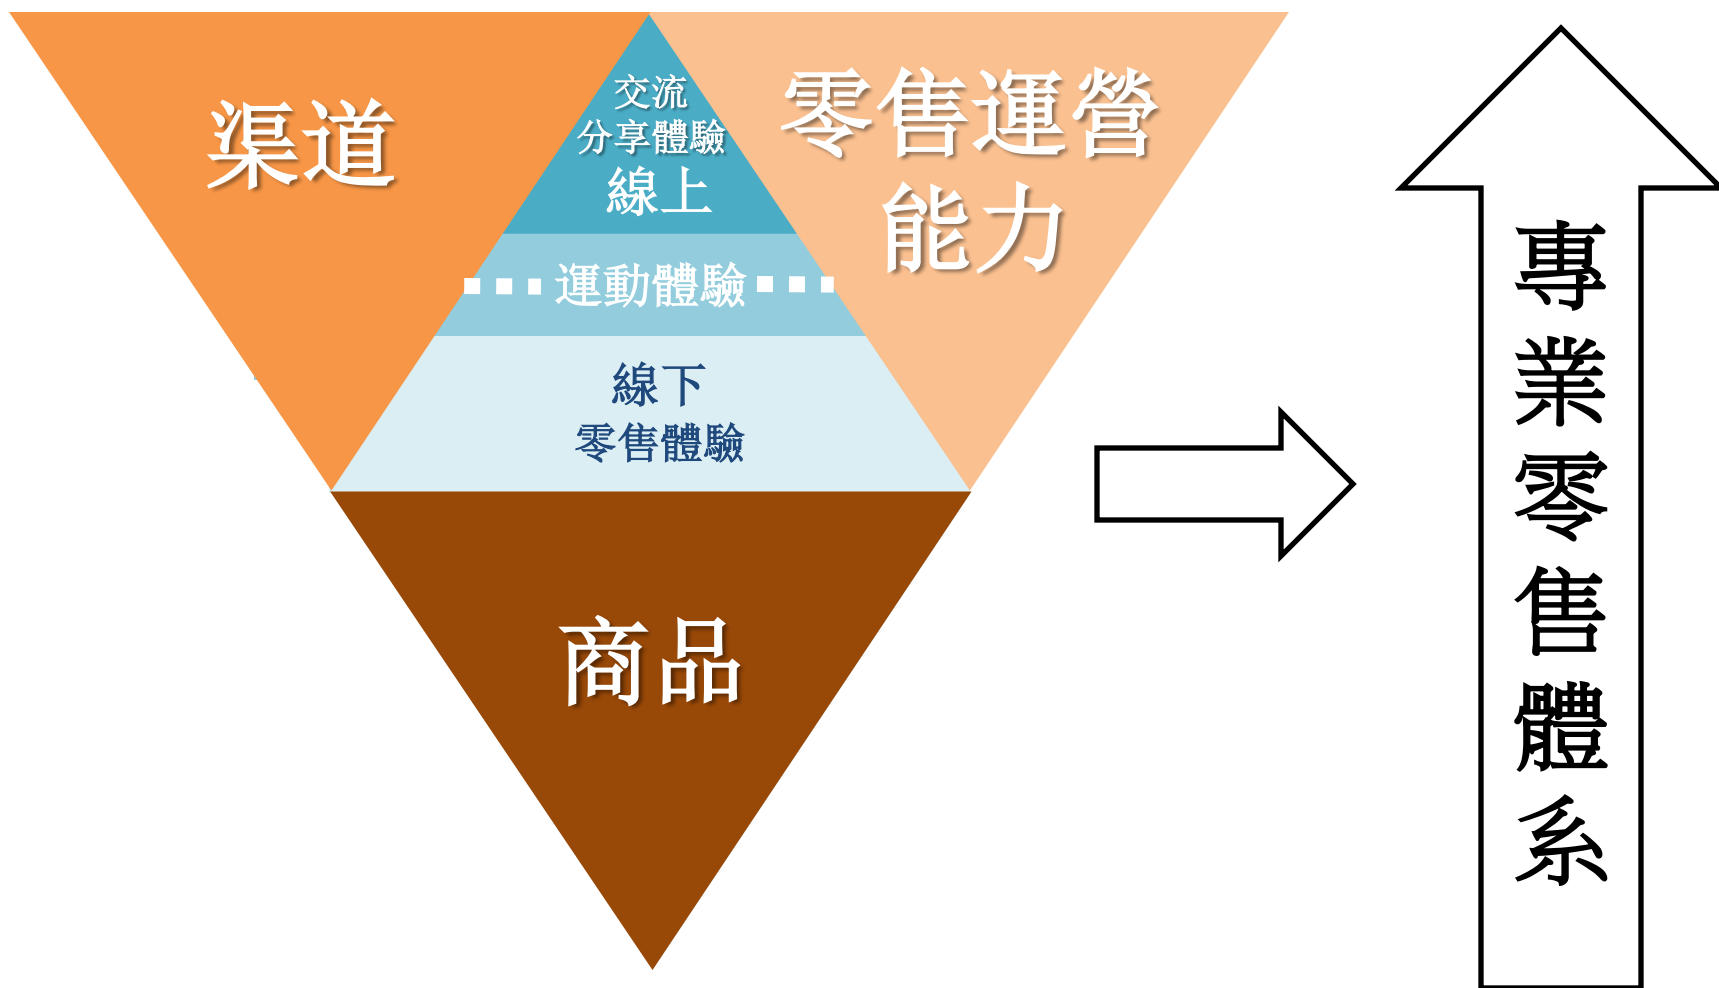 渠道
交流
分享體驗
線上
零售運營
能力
運動體驗
線下
零售體驗
商品
專業零售體系